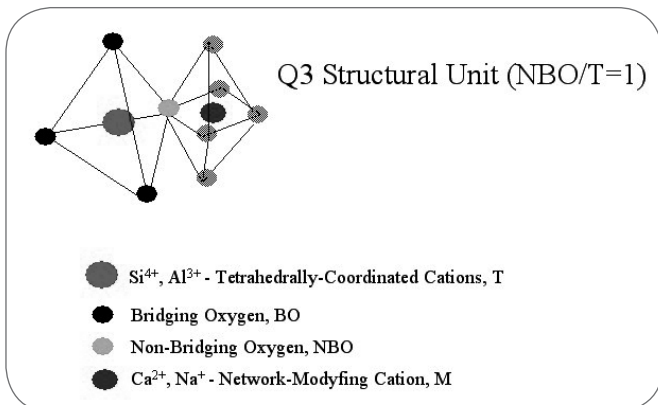 Q3 Structural Unit (NBO/T=1)
Si⁴⁺, Al³⁺ - Tetrahedrally-Coordinated Cations, T
Bridging Oxygen, BO
Non-Bridging Oxygen, NBO
Ca²⁺, Na⁺ - Network-Modyfing Cation, M